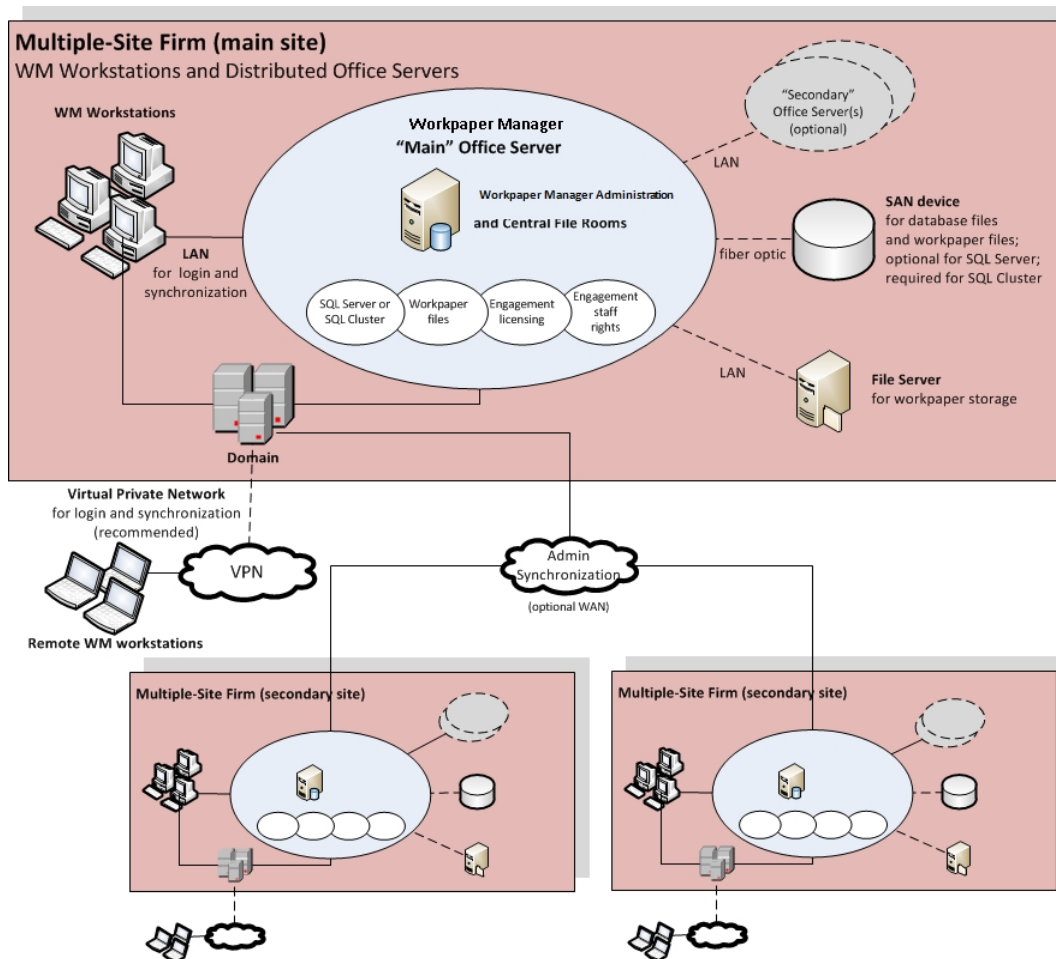 Multiple-Site Firm (main site)
WM Workstations and Distributed Office Servers
WM Workstations
Workpaper Manager
“Main” Office Server
Workpaper Manager Administration
and Central File Rooms
SQL Server or
SQL Cluster
Workpaper
files
Engagement
licensing
Engagement
staff
rights
LAN
for login and
synchronization
“Secondary”
Office Server(s)
(optional)
LAN
SAN device
for database files
and workpaper files;
optional for SQL Server;
required for SQL Cluster
fiber optic
LAN
File Server
for workpaper storage
Domain
Virtual Private Network
for login and synchronization
(recommended)
VPN
Remote WM workstations
Admin
Synchronization
(optional WAN)
Multiple-Site Firm (secondary site)
Multiple-Site Firm (secondary site)